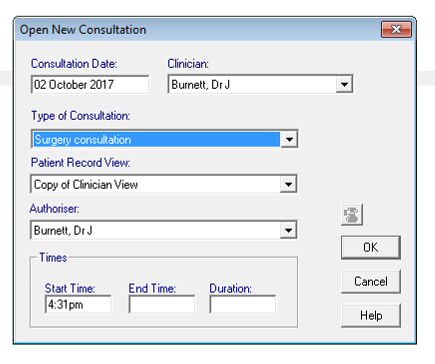 Open New Consultation
Consultation Date: Clinician:
02 October 2017 Burnett, Dr J
Type of Consultation:
Surgery consultation
Patient Record View:
Copy of Clinician View
Authoriser:
Burnett, Dr J
OK
Times
Start Time: End Time: Duration:
4:31pm
Cancel
Help